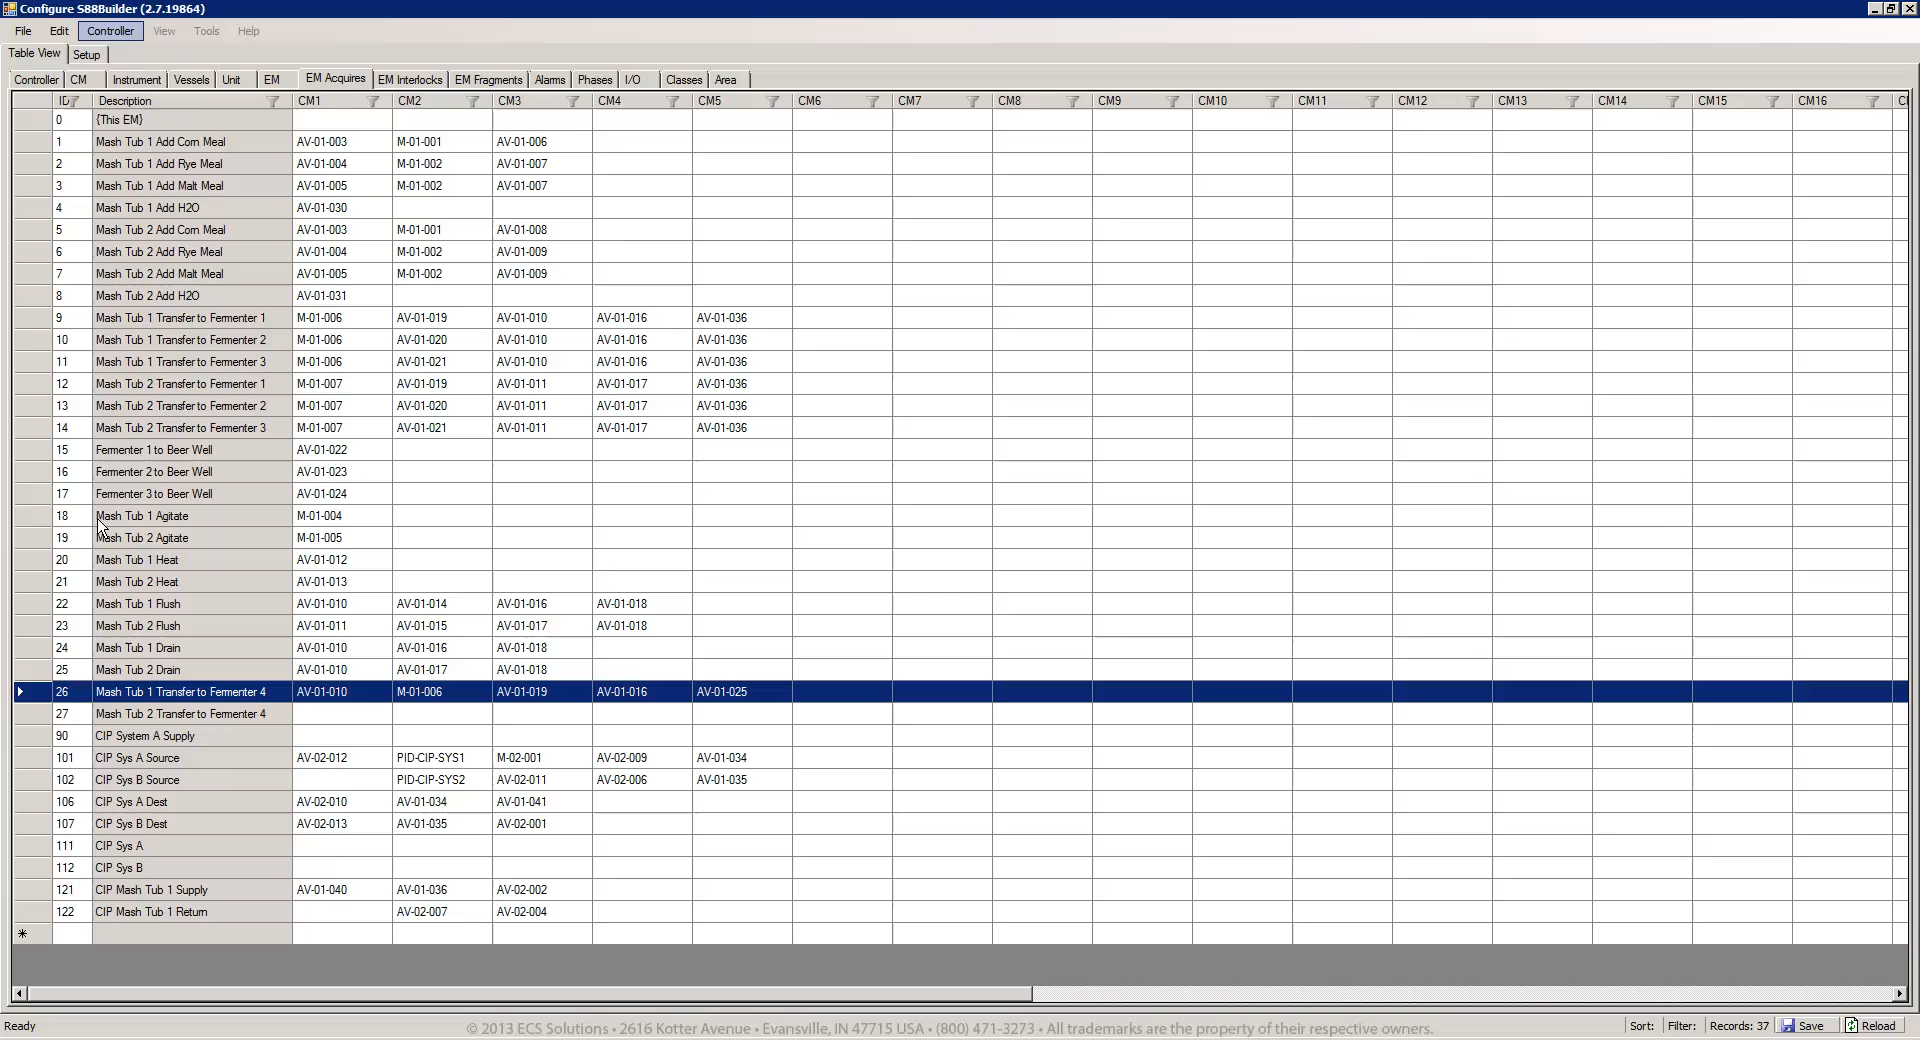 Configure S88Builder (2.7.19864)
File Edit Controller View Tools Help
Table View Setup
Controller CM Instrument Vessels Unit EM EM Acquires EM Interlocks EM Fragments Alarms Phases I/O Classes Area
ID Description CM1 CM2 CM3 CM4 CM5 CM6 CM7 CM8 CM9 CM10 CM11 CM12 CM13 CM14 CM15 CM16
0 {This EM}
1 Mash Tub 1 Add Corn Meal AV-01-003 M-01-001 AV-01-006
2 Mash Tub 1 Add Rye Meal AV-01-004 M-01-002 AV-01-007
3 Mash Tub 1 Add Malt Meal AV-01-005 M-01-002 AV-01-007
4 Mash Tub 1 Add H2O AV-01-030
5 Mash Tub 2 Add Corn Meal AV-01-003 M-01-001 AV-01-008
6 Mash Tub 2 Add Rye Meal AV-01-004 M-01-002 AV-01-009
7 Mash Tub 2 Add Malt Meal AV-01-005 M-01-002 AV-01-009
8 Mash Tub 2 Add H2O AV-01-031
9 Mash Tub 1 Transfer to Fermenter 1 M-01-006 AV-01-019 AV-01-010 AV-01-016 AV-01-036
10 Mash Tub 1 Transfer to Fermenter 2 M-01-006 AV-01-020 AV-01-010 AV-01-016 AV-01-036
11 Mash Tub 1 Transfer to Fermenter 3 M-01-006 AV-01-021 AV-01-010 AV-01-016 AV-01-036
12 Mash Tub 2 Transfer to Fermenter 1 M-01-007 AV-01-019 AV-01-011 AV-01-017 AV-01-036
13 Mash Tub 2 Transfer to Fermenter 2 M-01-007 AV-01-020 AV-01-011 AV-01-017 AV-01-036
14 Mash Tub 2 Transfer to Fermenter 3 M-01-007 AV-01-021 AV-01-011 AV-01-017 AV-01-036
15 Fermenter 1 to Beer Well AV-01-022
16 Fermenter 2 to Beer Well AV-01-023
17 Fermenter 3 to Beer Well AV-01-024
18 Mash Tub 1 Agitate M-01-004
19 Mash Tub 2 Agitate M-01-005
20 Mash Tub 1 Heat AV-01-012
21 Mash Tub 2 Heat AV-01-013
22 Mash Tub 1 Flush AV-01-010 AV-01-014 AV-01-016 AV-01-018
23 Mash Tub 2 Flush AV-01-011 AV-01-015 AV-01-017 AV-01-018
24 Mash Tub 1 Drain AV-01-010 AV-01-016 AV-01-018
25 Mash Tub 2 Drain AV-01-010 AV-01-017 AV-01-018
26 Mash Tub 1 Transfer to Fermenter 4 AV-01-010 M-01-006 AV-01-019 AV-01-016 AV-01-025
27 Mash Tub 2 Transfer to Fermenter 4
90 CIP System A Supply
101 CIP Sys A Source AV-02-012 PID-CIP-SYS1 M-02-001 AV-02-009 AV-01-034
102 CIP Sys B Source PID-CIP-SYS2 AV-02-011 AV-02-006 AV-01-035
106 CIP Sys A Dest AV-02-010 AV-01-034 AV-01-041
107 CIP Sys B Dest AV-02-013 AV-01-035 AV-02-001
111 CIP Sys A
112 CIP Sys B
121 CIP Mash Tub 1 Supply AV-01-040 AV-01-036 AV-02-002
122 CIP Mash Tub 1 Return AV-02-007 AV-02-004
Ready © 2013 ECS Solutions • 2616 Kotter Avenue • Evansville, IN 47715 USA • (800) 471-3273 • All trademarks are the property of their respective owners. Sort: Filter: Records: 37 Save Reload